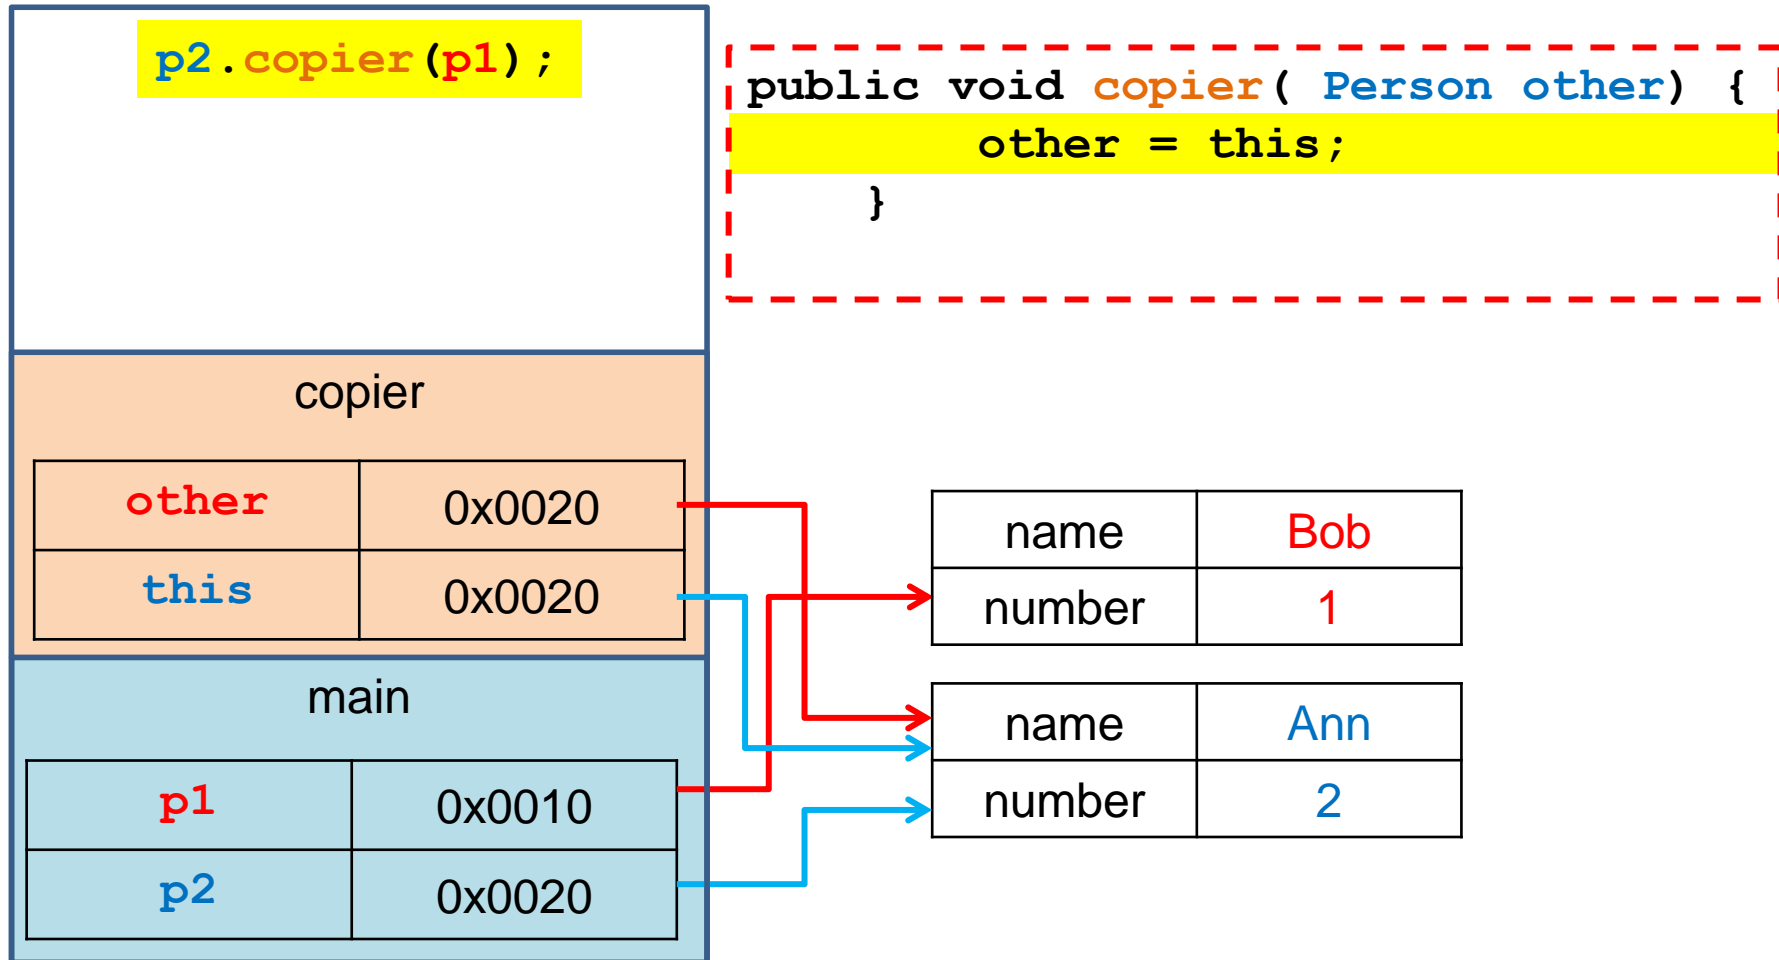 p2.copier(p1);
public void copier( Person other) {
other = this;
}
copier
other 0x0020
this 0x0020
main
p1 0x0010
p2 0x0020
name Bob
number 1
name Ann
number 2